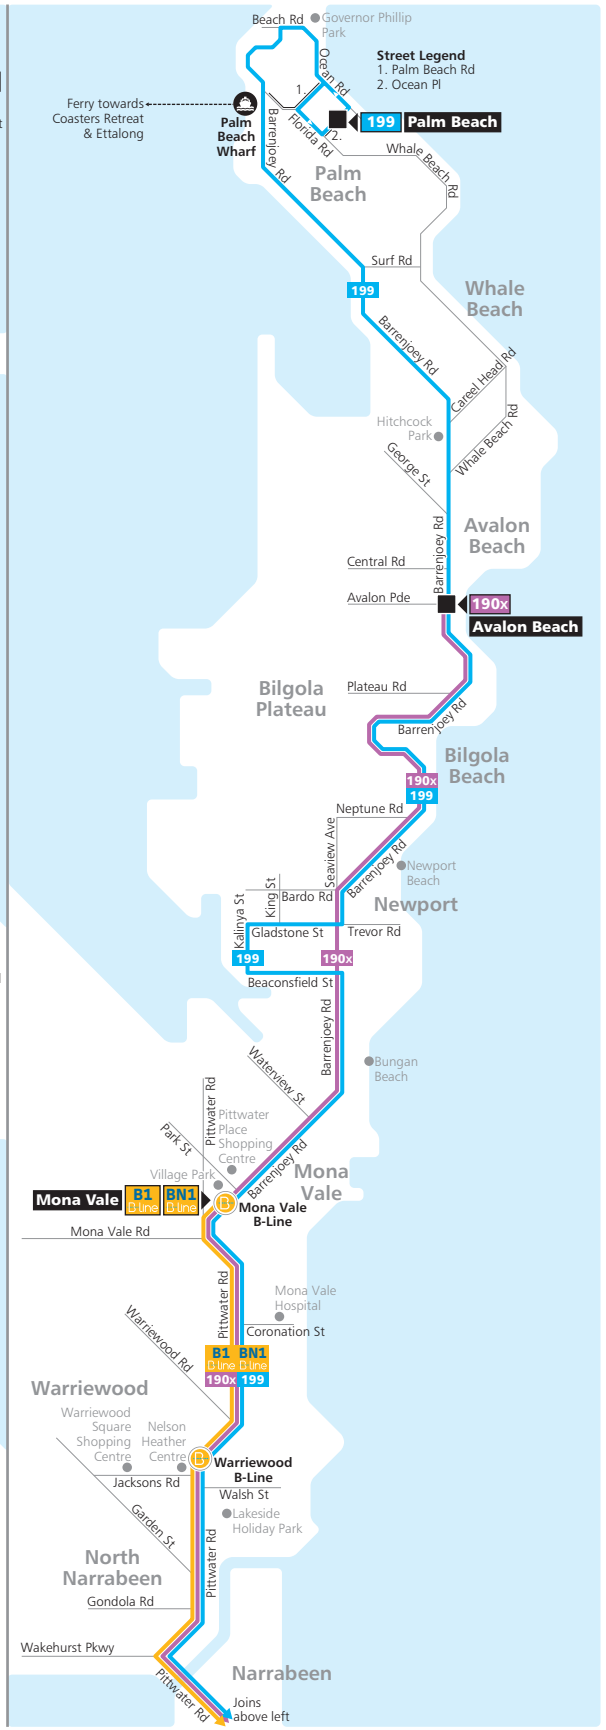 Beach Rd
Governor Phillip
Park
Ocean Rd
Street Legend
1. Palm Beach Rd
2. Ocean Pl
1.
Ferry towards
Coasters Retreat
& Ettalong
Palm
Beach
Wharf
Barrenjoey Rd
Florida Rd
2.
199
Palm Beach
Whale Beach Rd
Palm
Beach
Surf Rd
199
Whale
Beach
Barrenjoey Rd
Careel Head Rd
Hitchcock
Park
Whale Beach Rd
George St
Avalon
Beach
Barrenjoey Rd
Central Rd
Avalon Pde
190x
Avalon Beach
Bilgola
Plateau
Plateau Rd
Barrenjoey Rd
Bilgola
Beach
190x
199
Neptune Rd
Seaview Ave
Barrenjoey Rd
Newport
Beach
King St
Bardo Rd
Newport
Kalinya St
Gladstone St
Trevor Rd
199
190x
Beaconsfield St
Barrenjoey Rd
Waterview St
Bungan
Beach
Pittwater Rd
Park St
Pittwater
Place
Shopping
Centre
Barrenjoey Rd
Village Park
Mona
Vale
Mona Vale
B1
B-Line
BN1
B-Line
B
Mona Vale
B-Line
Mona Vale Rd
Pittwater Rd
Mona Vale
Hospital
Coronation St
Warriewood Rd
B1
B-Line
BN1
B-Line
190x
199
Warriewood
Warriewood
Square
Shopping
Centre
Nelson
Heather
Centre
B
Warriewood
B-Line
Jacksons Rd
Walsh St
Garden St
Lakeside
Holiday Park
Pittwater Rd
North
Narrabeen
Gondola Rd
Wakehurst Pkwy
Pittwater Rd
Narrabeen
Joins
above left